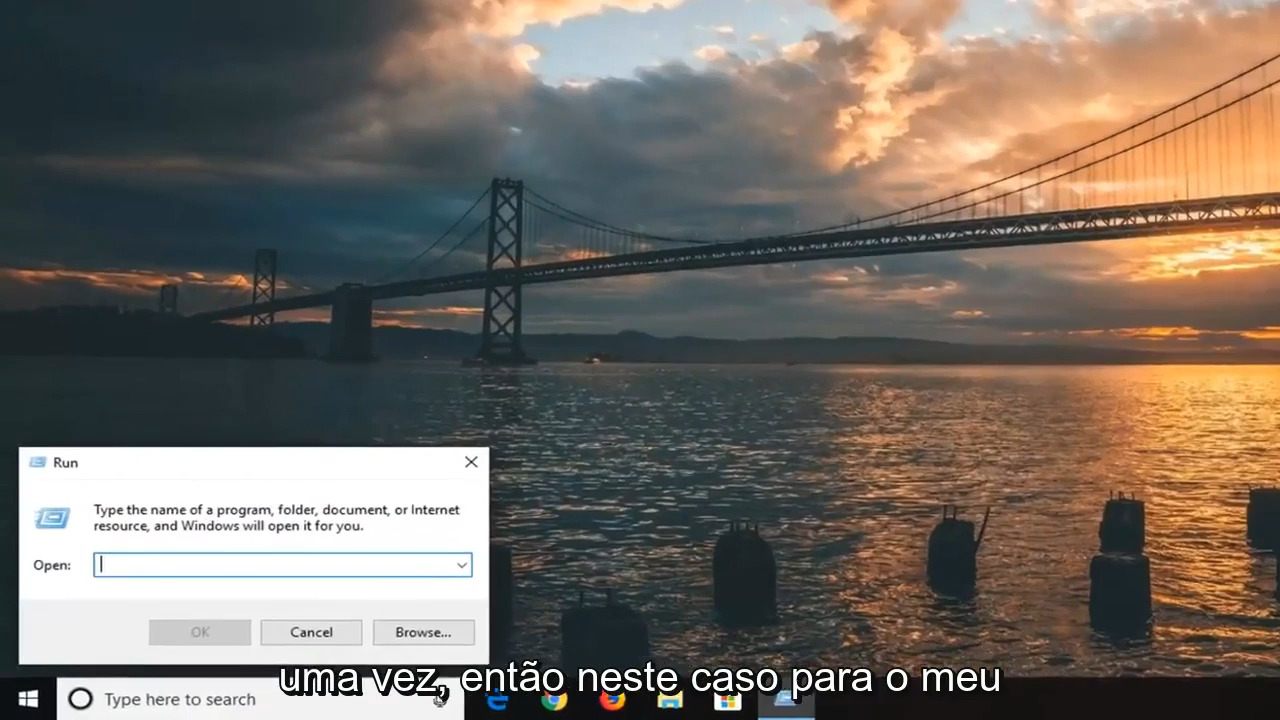 Run
Type the name of a program, folder, document, or Internet
resource, and Windows will open it for you.
Open:
OK
Cancel
Browse...
uma vez, então neste caso para o meu
Type here to search